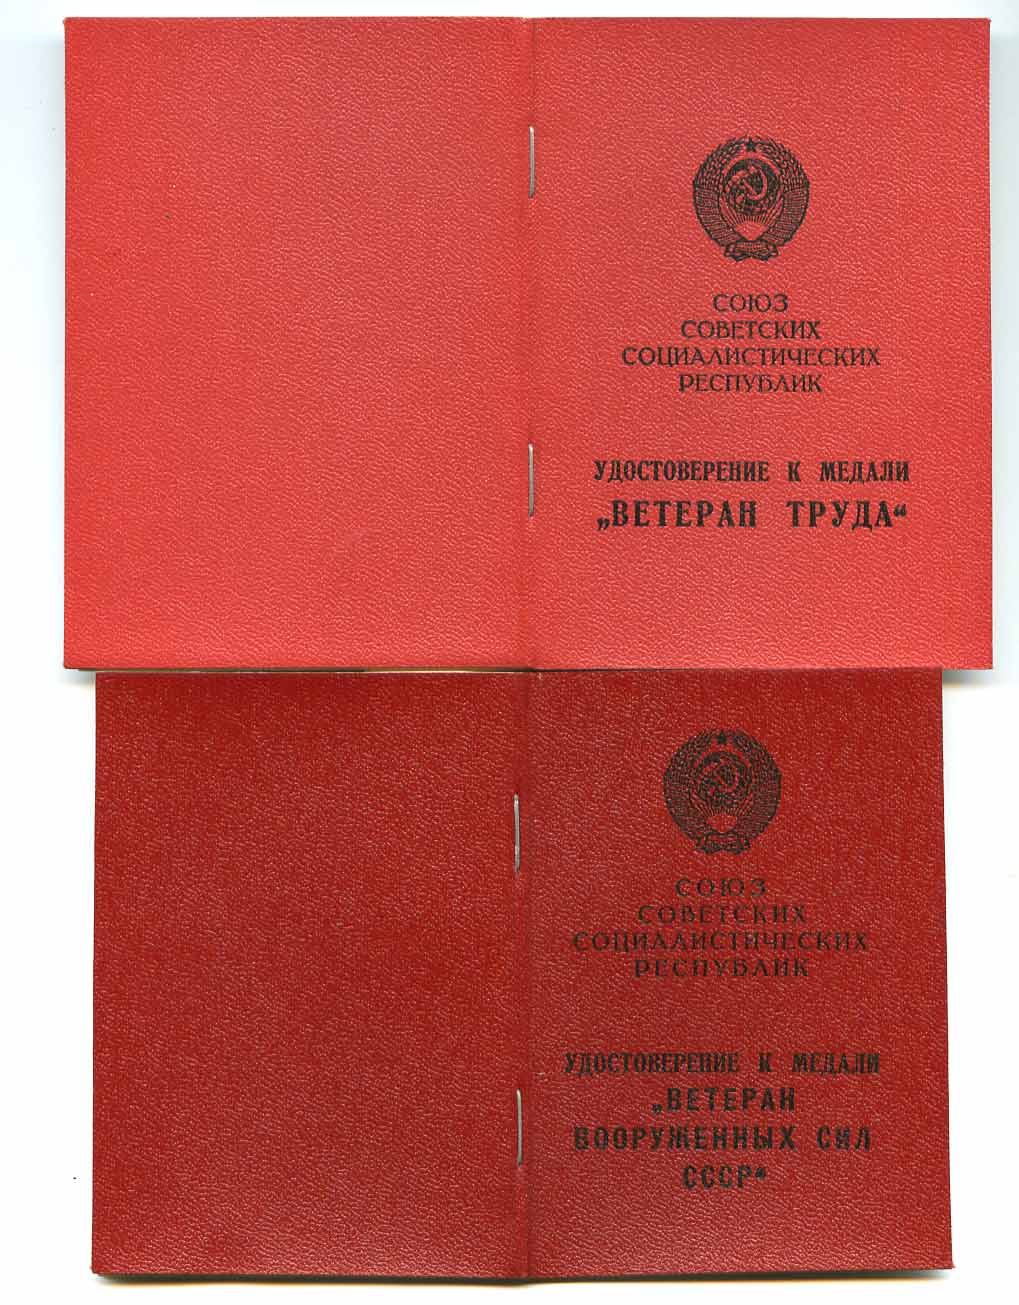 СОЮЗ
СОВЕТСКИХ
СОЦИАЛИСТИЧЕСКИХ
РЕСПУБЛИК
УДОСТОВЕРЕНИЕ К МЕДАЛИ
„ВЕТЕРАН ТРУДА“
СОЮЗ
СОВЕТСКИХ
СОЦИАЛИСТИЧЕСКИХ
РЕСПУБЛИК
УДОСТОВЕРЕНИЕ К МЕДАЛИ
„ВЕТЕРАН
ВООРУЖЕННЫХ СИЛ
СССР“